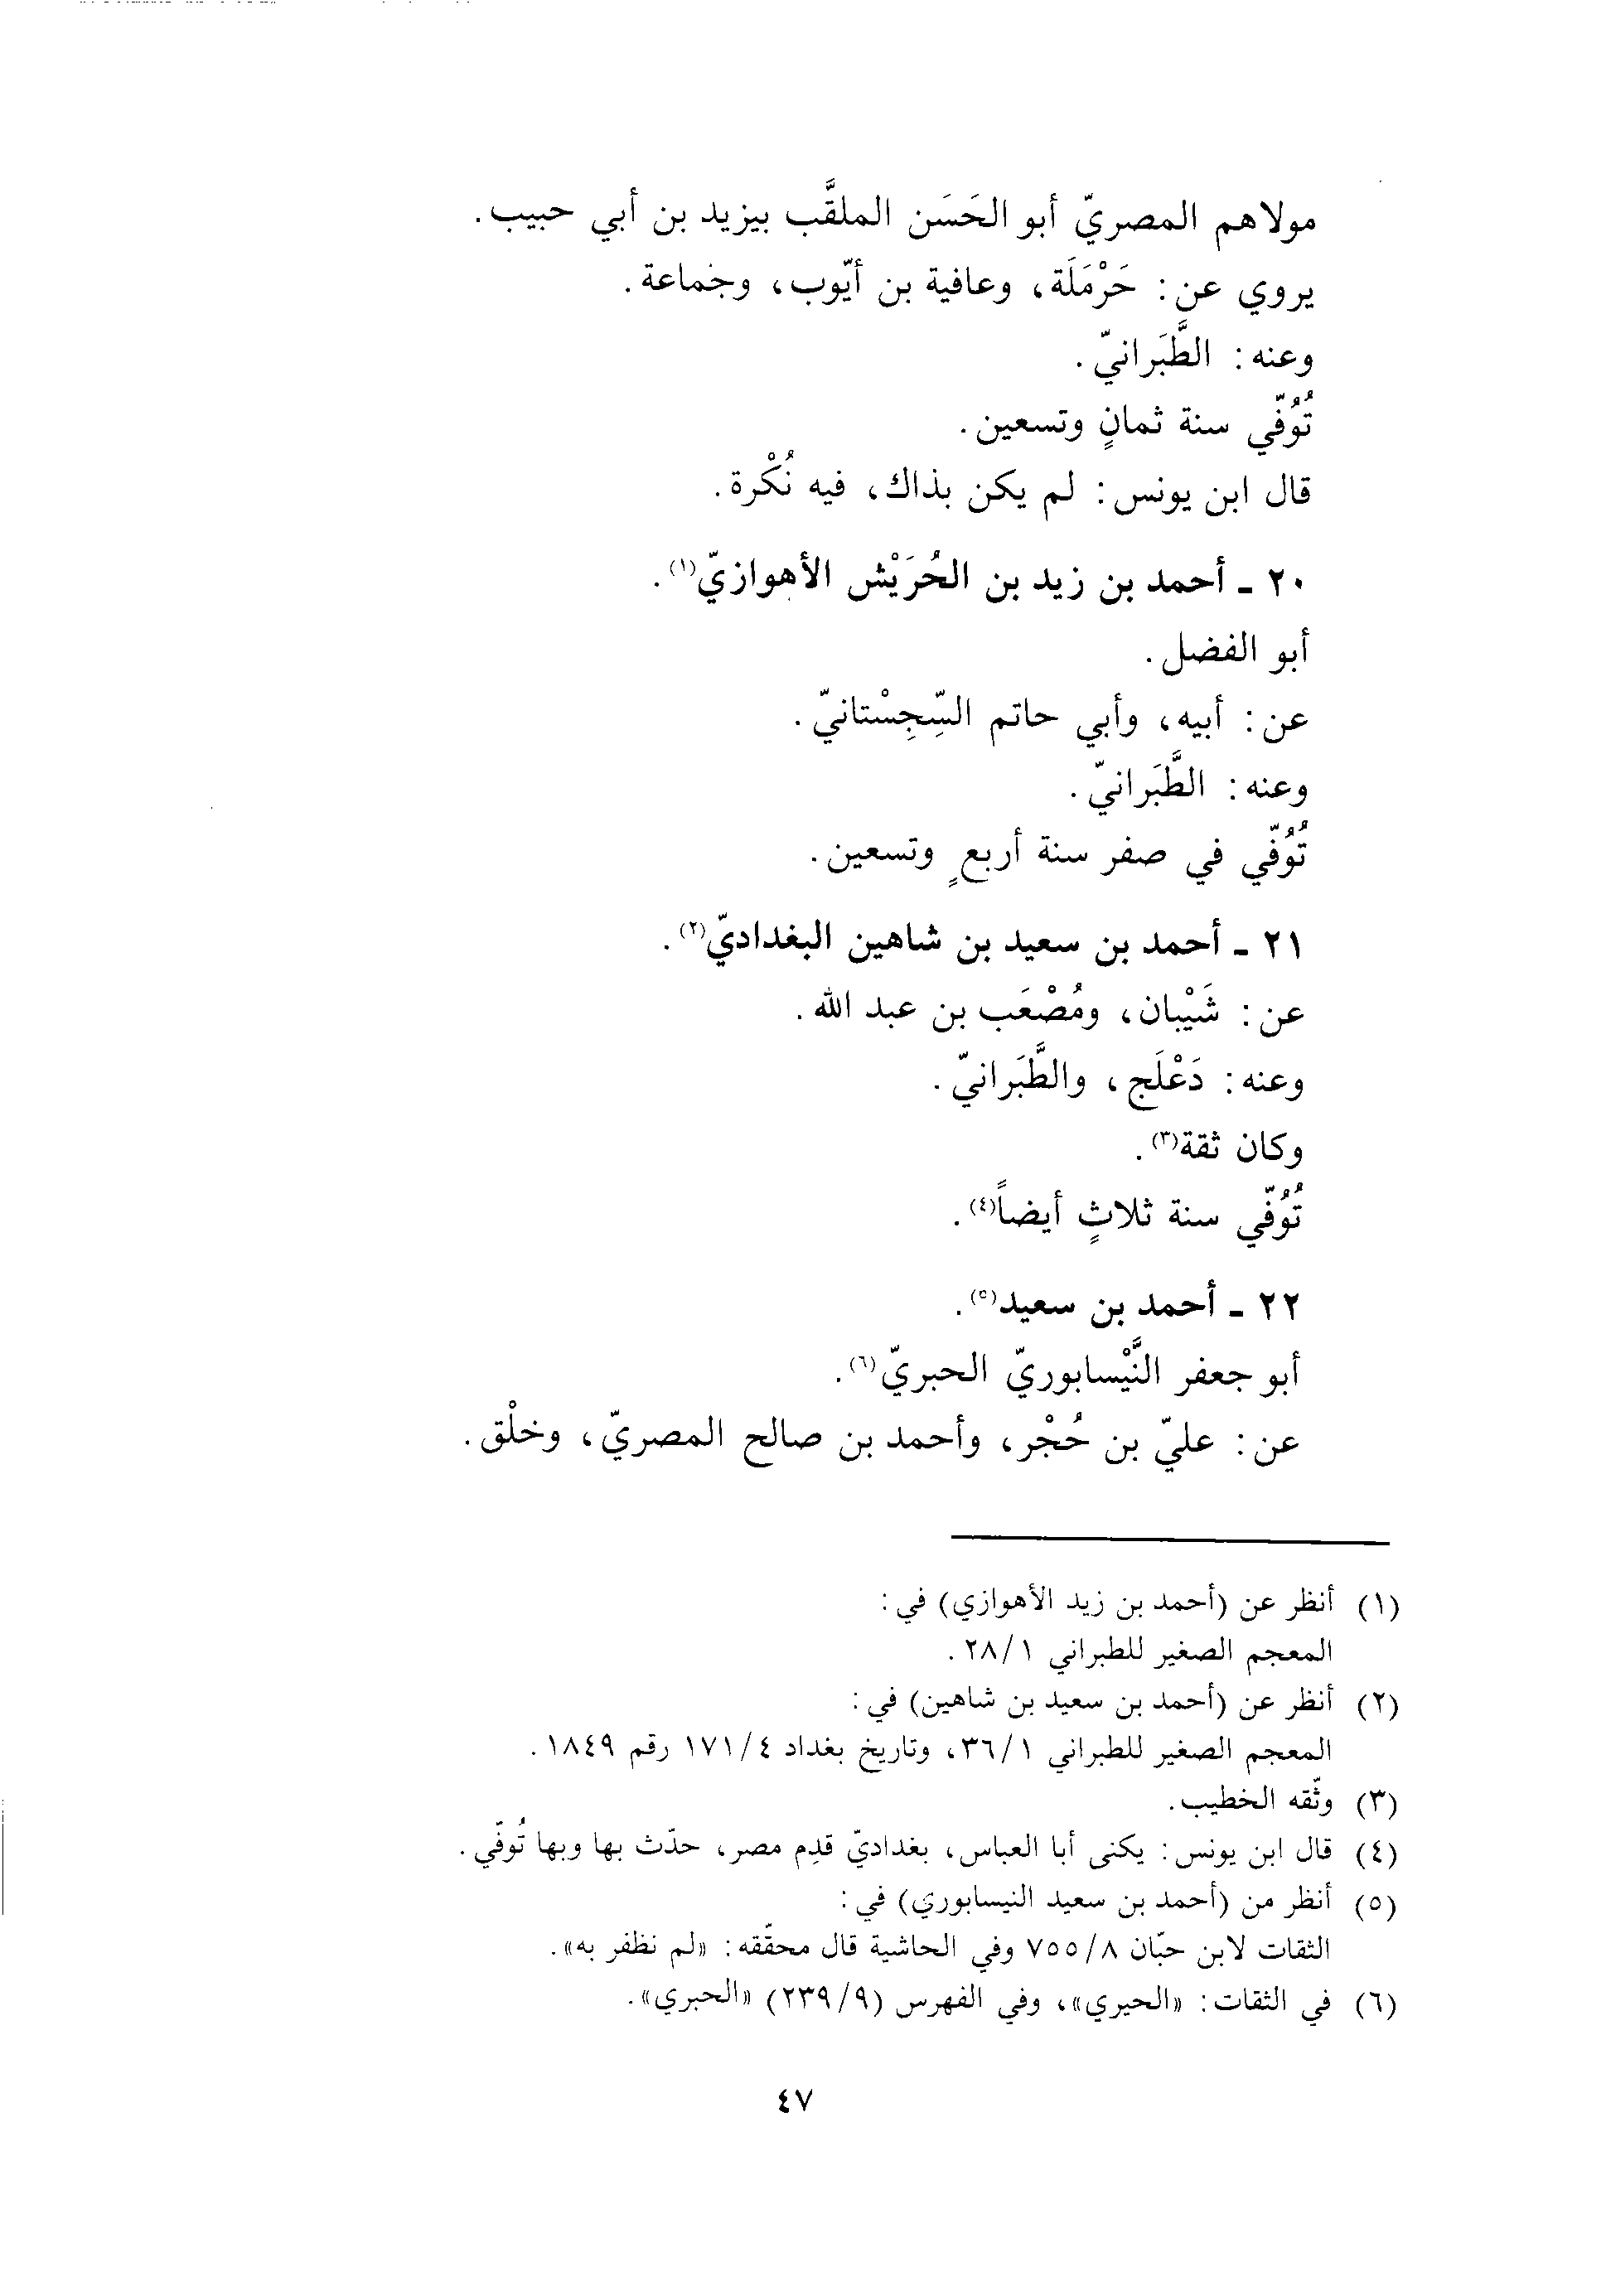 مولاهم المصريّ أبو الحَسَن الملقَّب بيزيد بن أبي حبيب.
يروي عن: حَرْمَلَة، وعافية بن أيّوب، وجماعة.
وعنه: الطَّبَرانيّ.
تُوُفّي سنة ثمانٍ وتسعين.
قال ابن يونس: لم يكن بذاك، فيه نُكْرة.
٢٠ ـ أحمد بن زيد بن الحُرَيْش الأهوازيّ(١).
أبو الفضل.
عن: أبيه، وأبي حاتم السِّجِسْتانيّ.
وعنه: الطَّبَرانيّ.
تُوُفّي في صفر سنة أربعٍ وتسعين.
٢١ ـ أحمد بن سعيد بن شاهين البغداديّ(٢).
عن: شَيْبان، ومُصْعَب بن عبد الله.
وعنه: دَعْلَج، والطَّبَرانيّ.
وكان ثقة(٣).
تُوُفّي سنة ثلاثٍ أيضاً(٤).
٢٢ ـ أحمد بن سعيد(٥).
أبو جعفر النَّيْسابوريّ الحبريّ(٦).
عن: عليّ بن حُجْر، وأحمد بن صالح المصريّ، وخلْق.
(١) أنظر عن (أحمد بن زيد الأهوازي) في:
المعجم الصغير للطبراني ٢٨/١.
(٢) أنظر عن (أحمد بن سعيد بن شاهين) في:
المعجم الصغير للطبراني ٣٦/١، وتاريخ بغداد ١٧١/٤ رقم ١٨٤٩.
(٣) وثّقه الخطيب.
(٤) قال ابن يونس: يكنى أبا العباس، بغداديّ قدِم مصر، حدّث بها وبها تُوفّي.
(٥) أنظر من (أحمد بن سعيد النيسابوري) في:
الثقات لابن حبّان ٧٥٥/٨ وفي الحاشية قال محقّقه: «لم نظفر به».
(٦) في الثقات: «الحيري»، وفي الفهرس (٢٣٩/٩) «الحبري».
٤٧